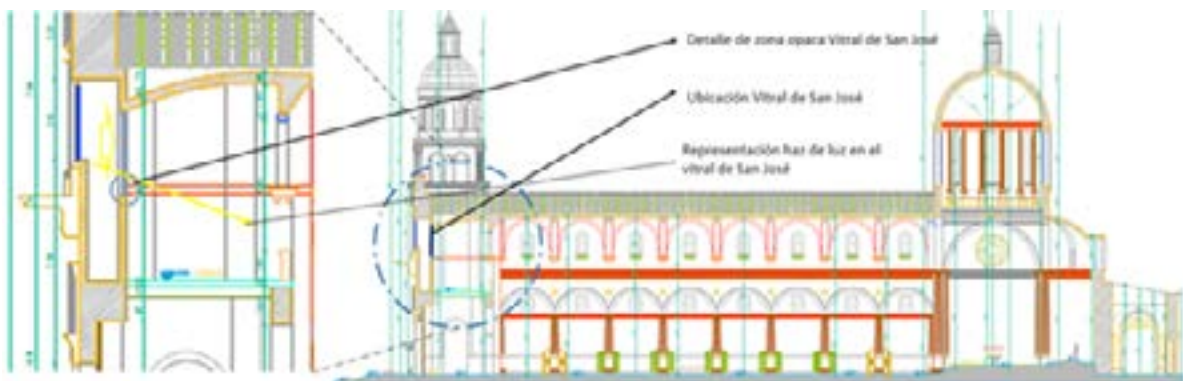 Detalle de zona opaca Vitral de San José
Ubicación Vitral de San José
Representación haz de luz en el
vitral de San José